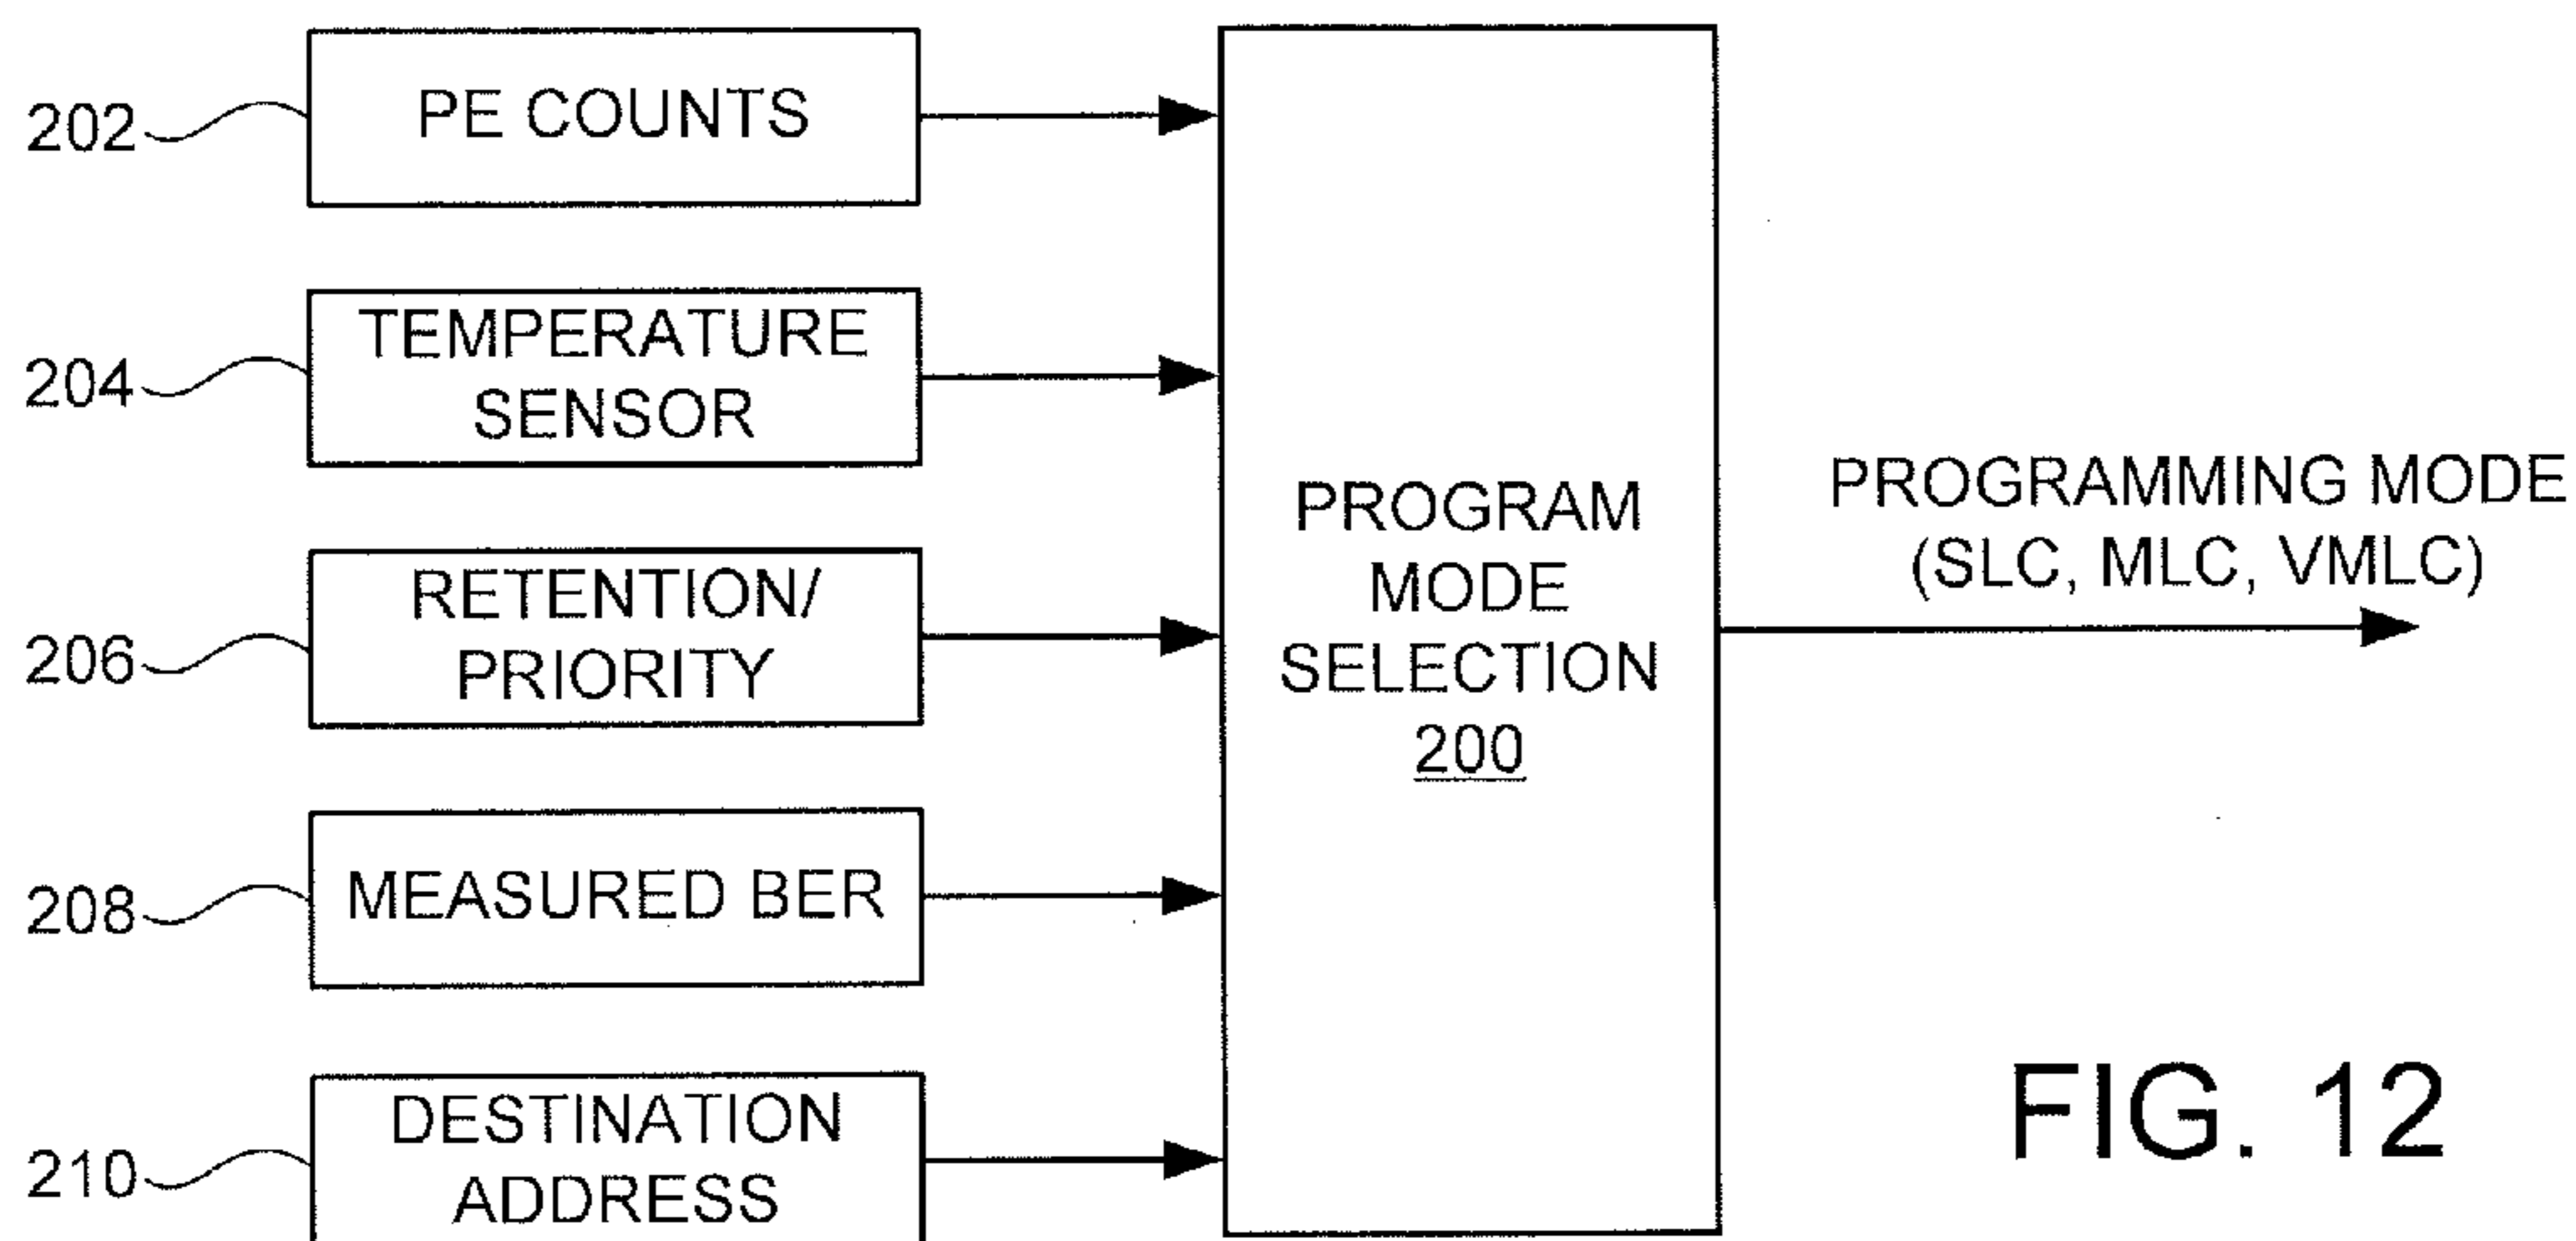 202
PE COUNTS
204
TEMPERATURE
SENSOR
206
RETENTION/
PRIORITY
208
MEASURED BER
210
DESTINATION
ADDRESS
PROGRAM
MODE
SELECTION
200
PROGRAMMING MODE
(SLC, MLC, VMLC)
FIG. 12